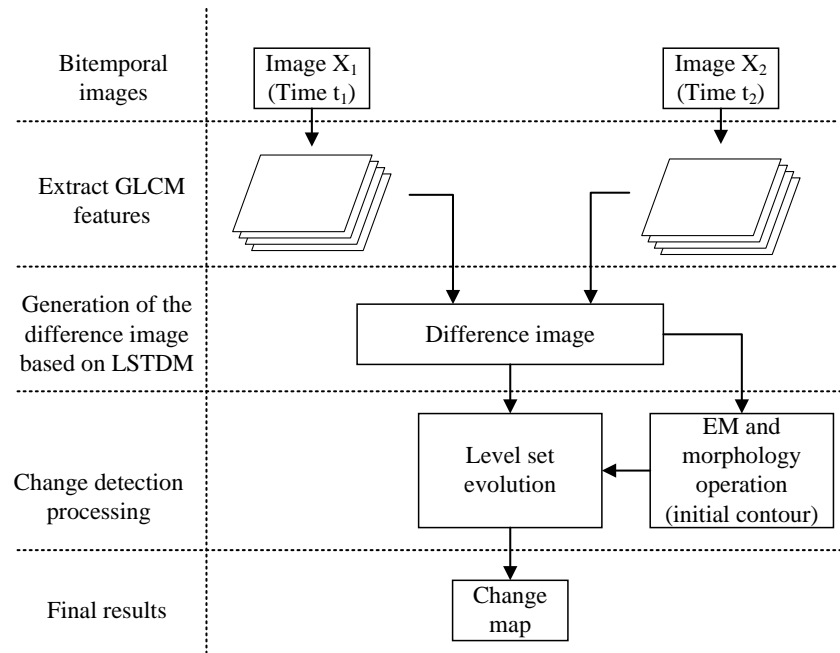 Bitemporal
images
Image X₁
(Time t₁)
Image X₂
(Time t₂)
Extract GLCM
features
Generation of the
difference image
based on LSTDM
Difference image
Change detection
processing
Level set
evolution
EM and
morphology
operation
(initial contour)
Final results
Change
map